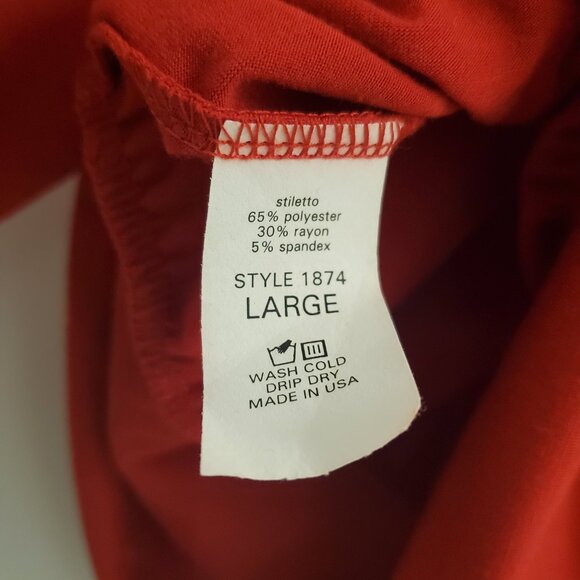 stiletto
65% polyester
30% rayon
5% spandex
STYLE 1874
LARGE
WASH COLD
DRIP DRY
MADE IN USA